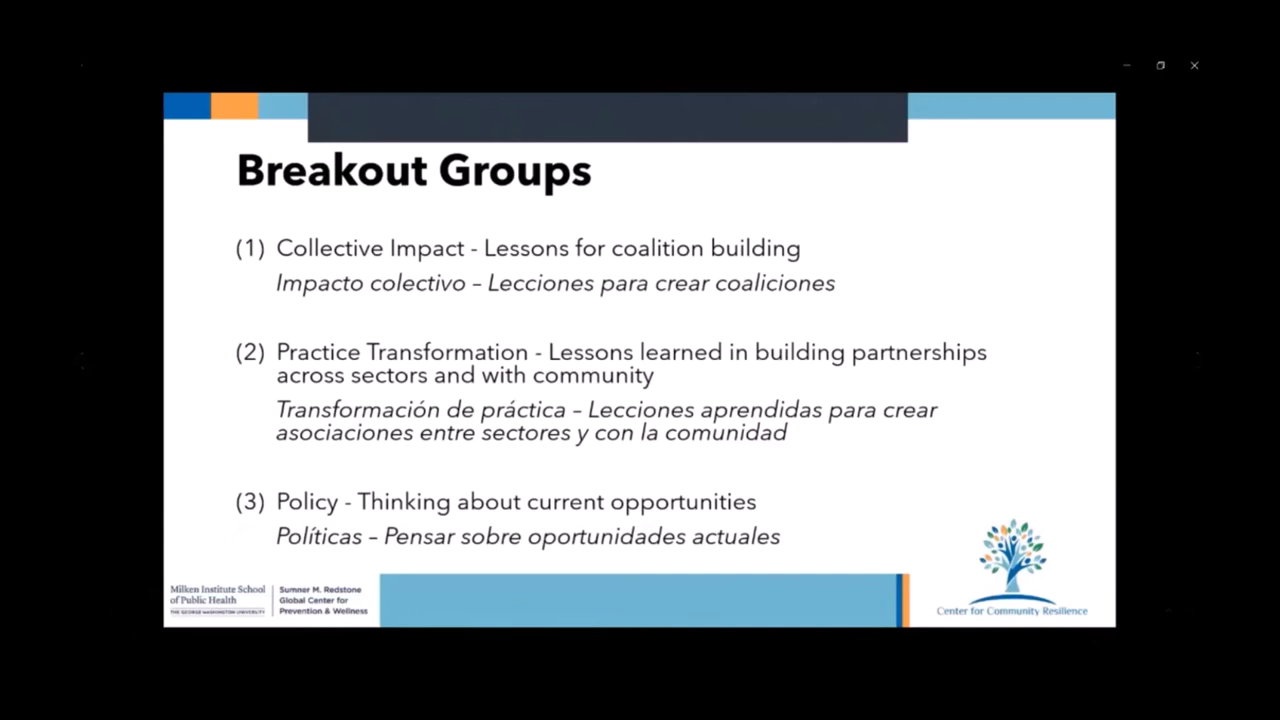 Breakout Groups
(1) Collective Impact - Lessons for coalition building
Impacto colectivo – Lecciones para crear coaliciones
(2) Practice Transformation - Lessons learned in building partnerships
across sectors and with community
Transformación de práctica – Lecciones aprendidas para crear
asociaciones entre sectores y con la comunidad
(3) Policy - Thinking about current opportunities
Políticas – Pensar sobre oportunidades actuales
Milken Institute School
of Public Health
THE GEORGE WASHINGTON UNIVERSITY
Sumner M. Redstone
Global Center for
Prevention & Wellness
Center for Community Resilience